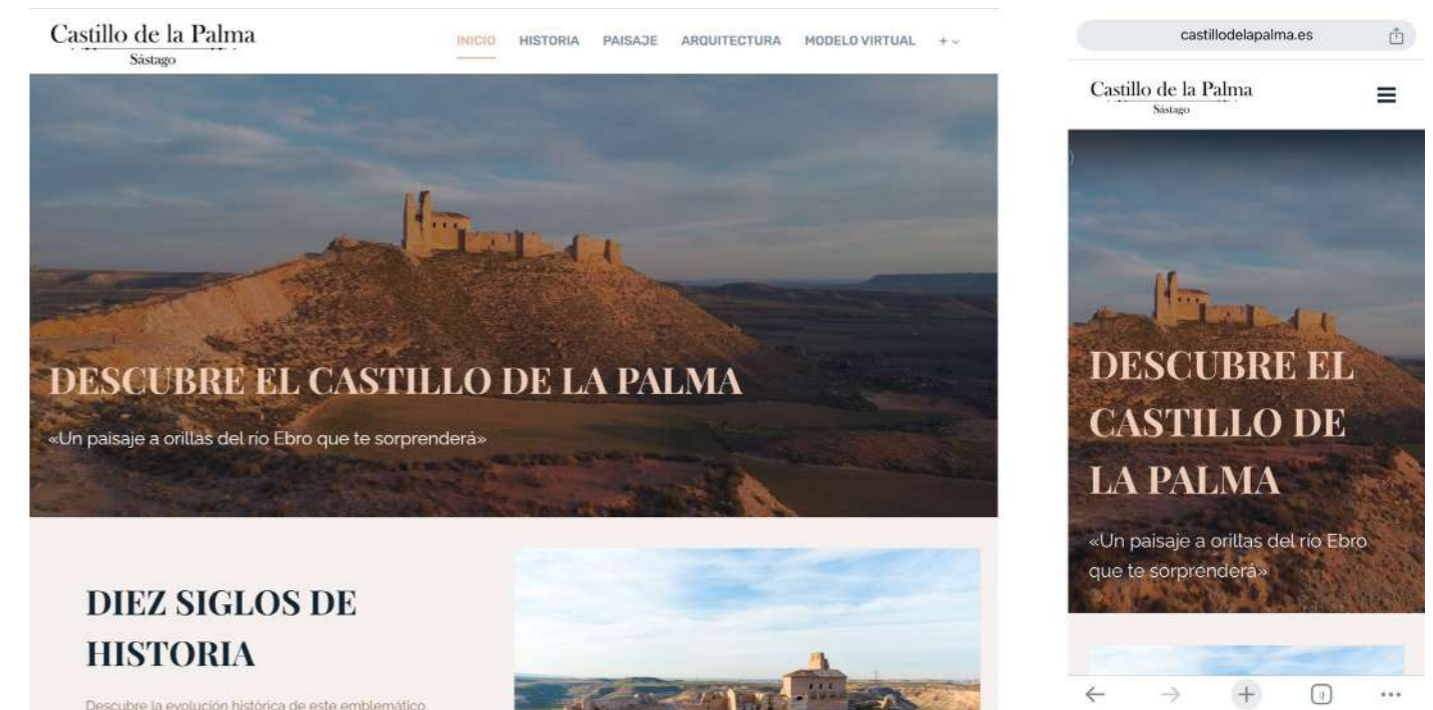 Castillo de la Palma
Sástago
INICIO HISTORIA PAISAJE ARQUITECTURA MODELO VIRTUAL +
DESCUBRE EL CASTILLO DE LA PALMA
«Un paisaje a orillas del río Ebro que te sorprenderá»
DIEZ SIGLOS DE
HISTORIA
Descubre la evolución histórica de este emblemático
castillodelapalma.es
Castillo de la Palma
Sástago
DESCUBRE EL
CASTILLO DE
LA PALMA
«Un paisaje a orillas del río Ebro
que te sorprenderá»